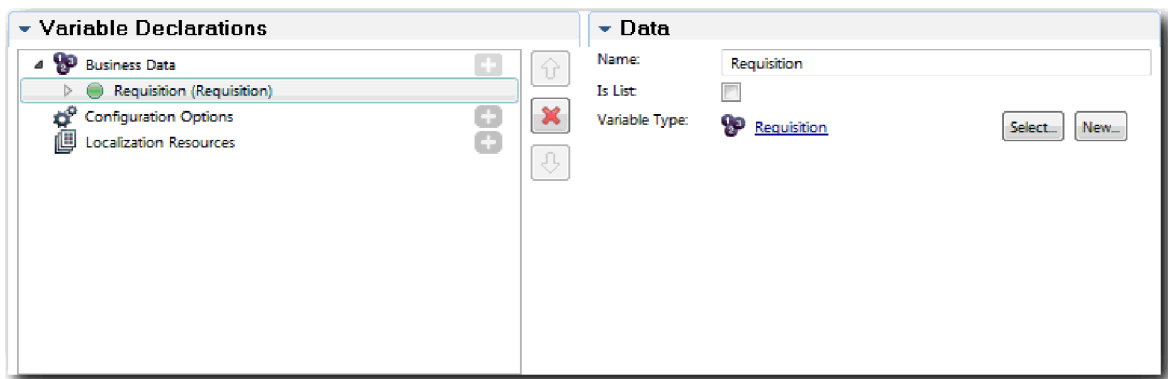 Variable Declarations
Business Data
Requisition (Requisition)
Configuration Options
Localization Resources
Data
Name:
Requisition
Is List:
Variable Type:
Requisition
Select...
New...